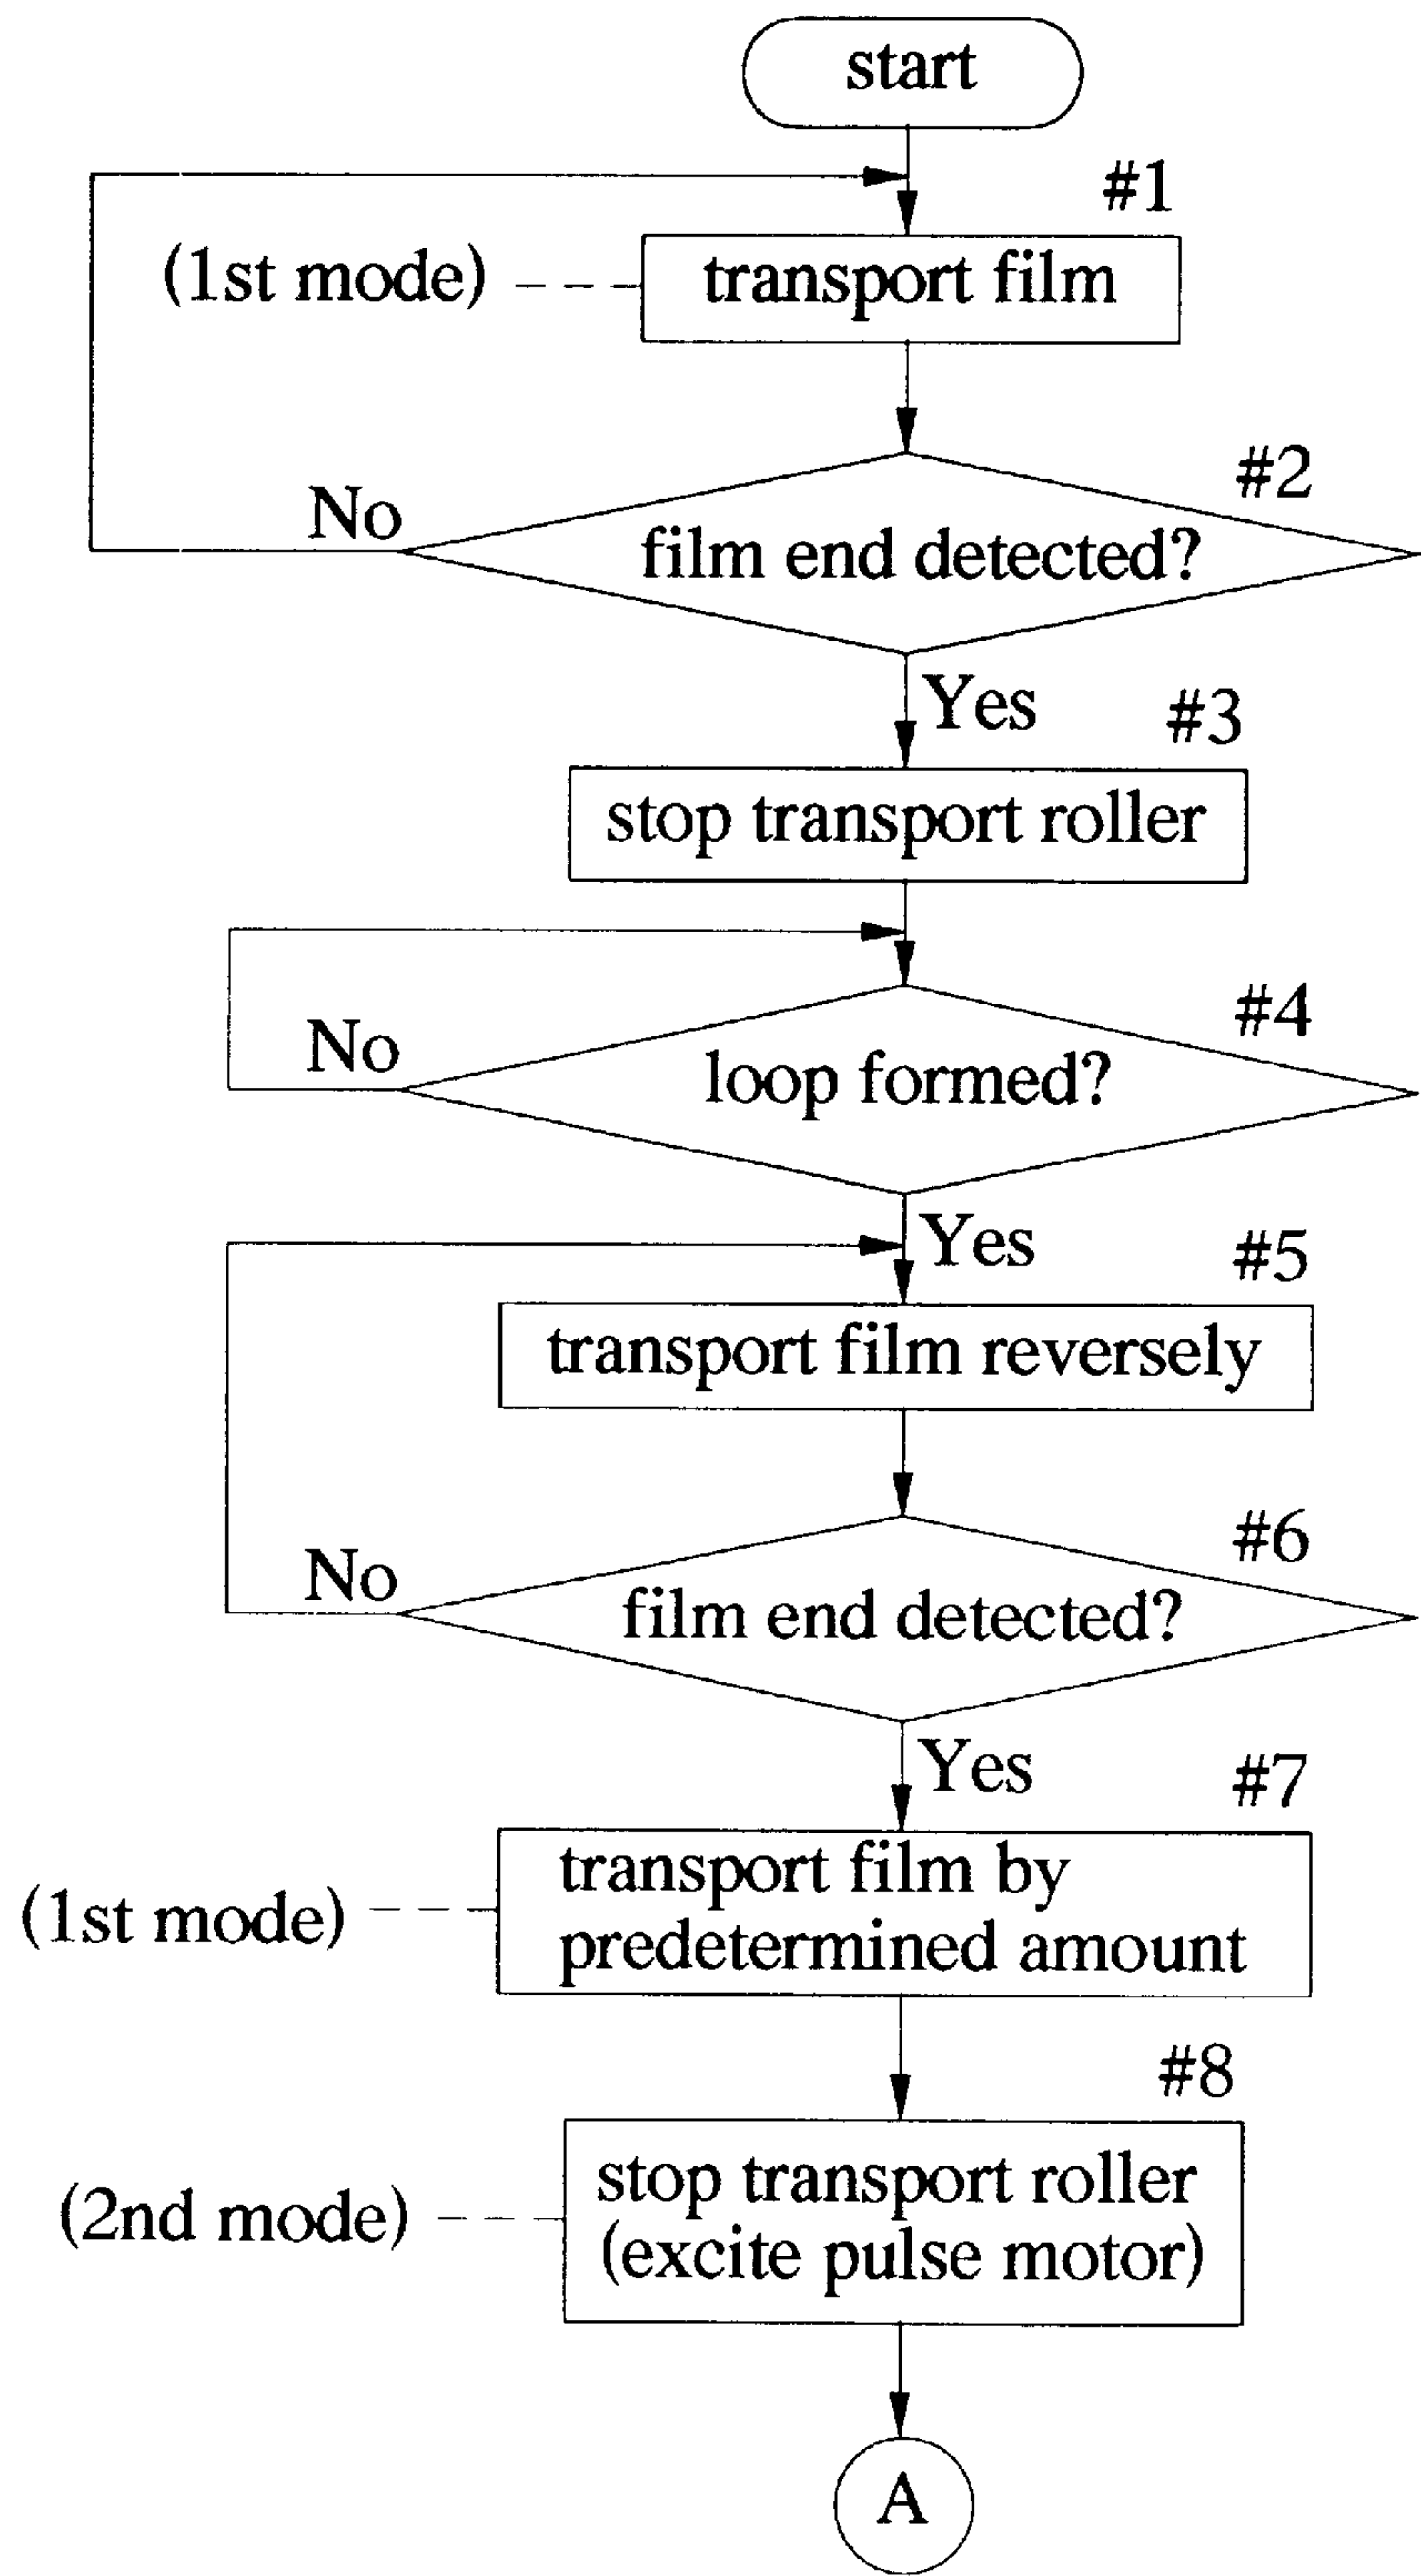 start
#1
(1st mode)
transport film
#2
No
film end detected?
Yes
#3
stop transport roller
#4
No
loop formed?
Yes
#5
transport film reversely
#6
No
film end detected?
Yes
#7
transport film by
(1st mode)
predetermined amount
#8
stop transport roller
(2nd mode)
(excite pulse motor)
A